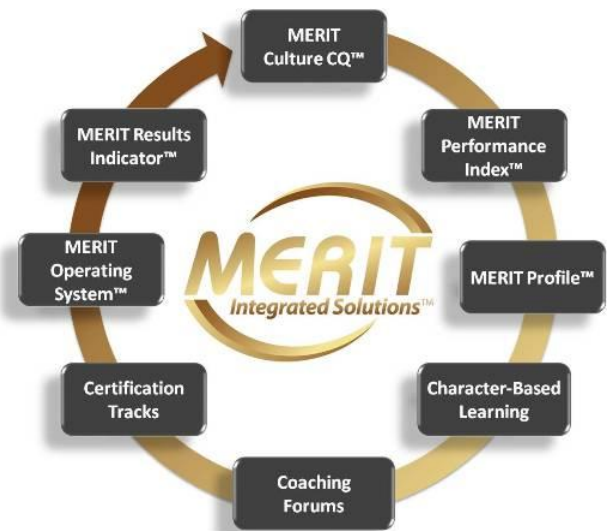 MERIT
Culture CQ™
MERIT
Performance
Index™
MERIT Profile™
Character-Based
Learning
Coaching
Forums
Certification
Tracks
MERIT
Operating
System™
MERIT Results
Indicator™
MERIT
Integrated Solutions™